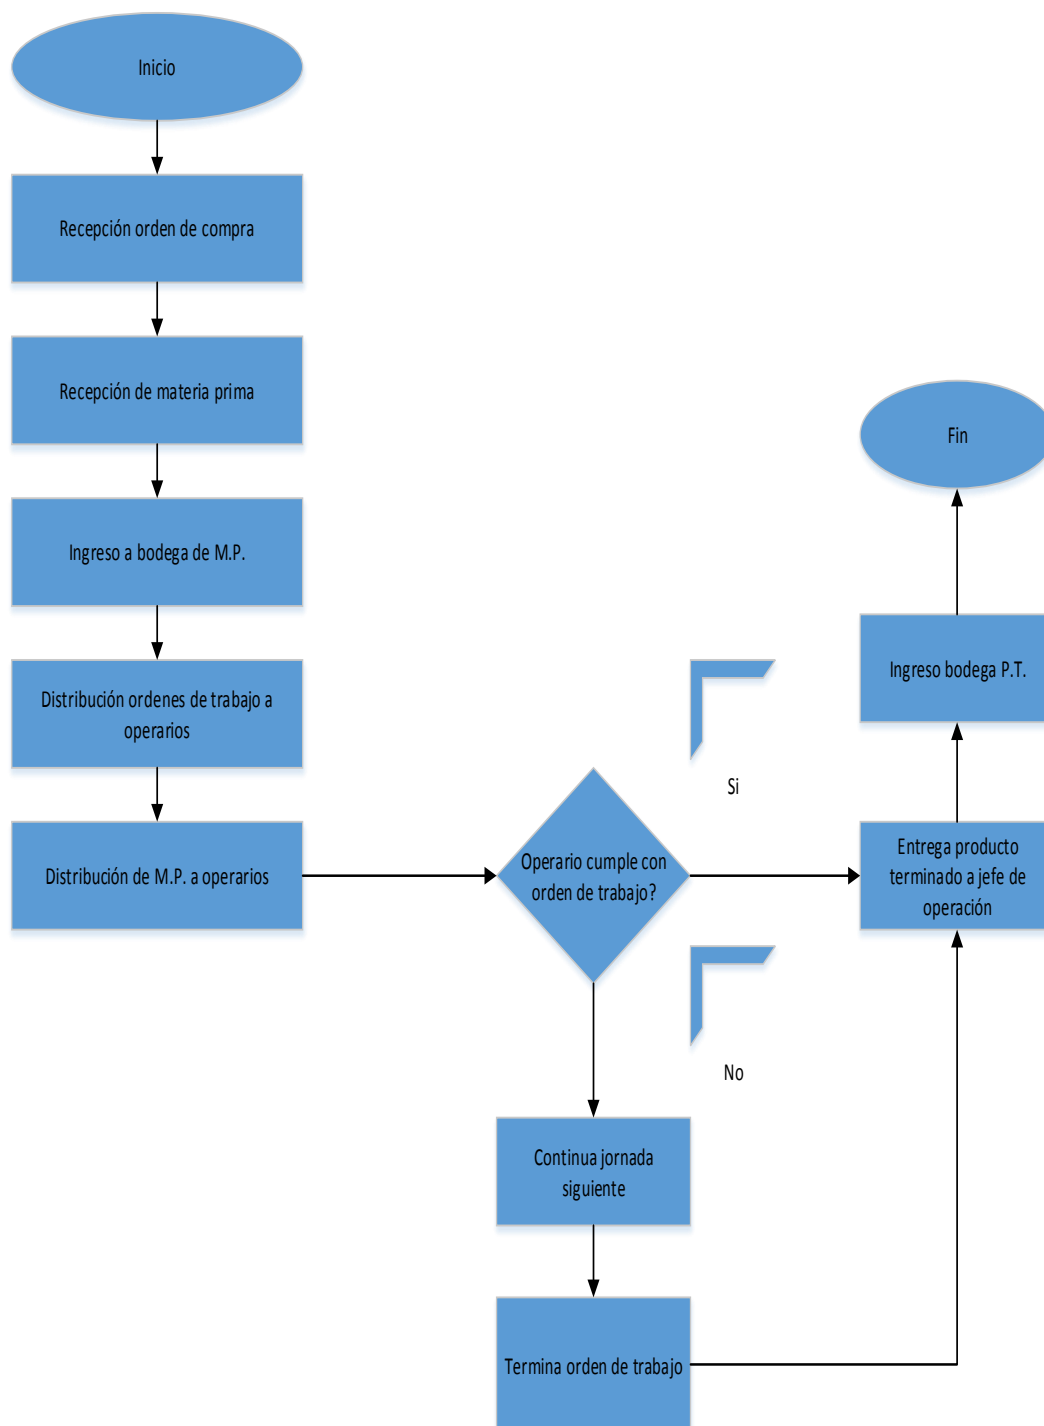 Inicio
Recepción orden de compra
Recepción de materia prima
Ingreso a bodega de M.P.
Distribución ordenes de trabajo a
operarios
Distribución de M.P. a operarios
Operario cumple con
orden de trabajo?
Si
No
Continua jornada
siguiente
Termina orden de trabajo
Entrega producto
terminado a jefe de
operación
Ingreso bodega P.T.
Fin